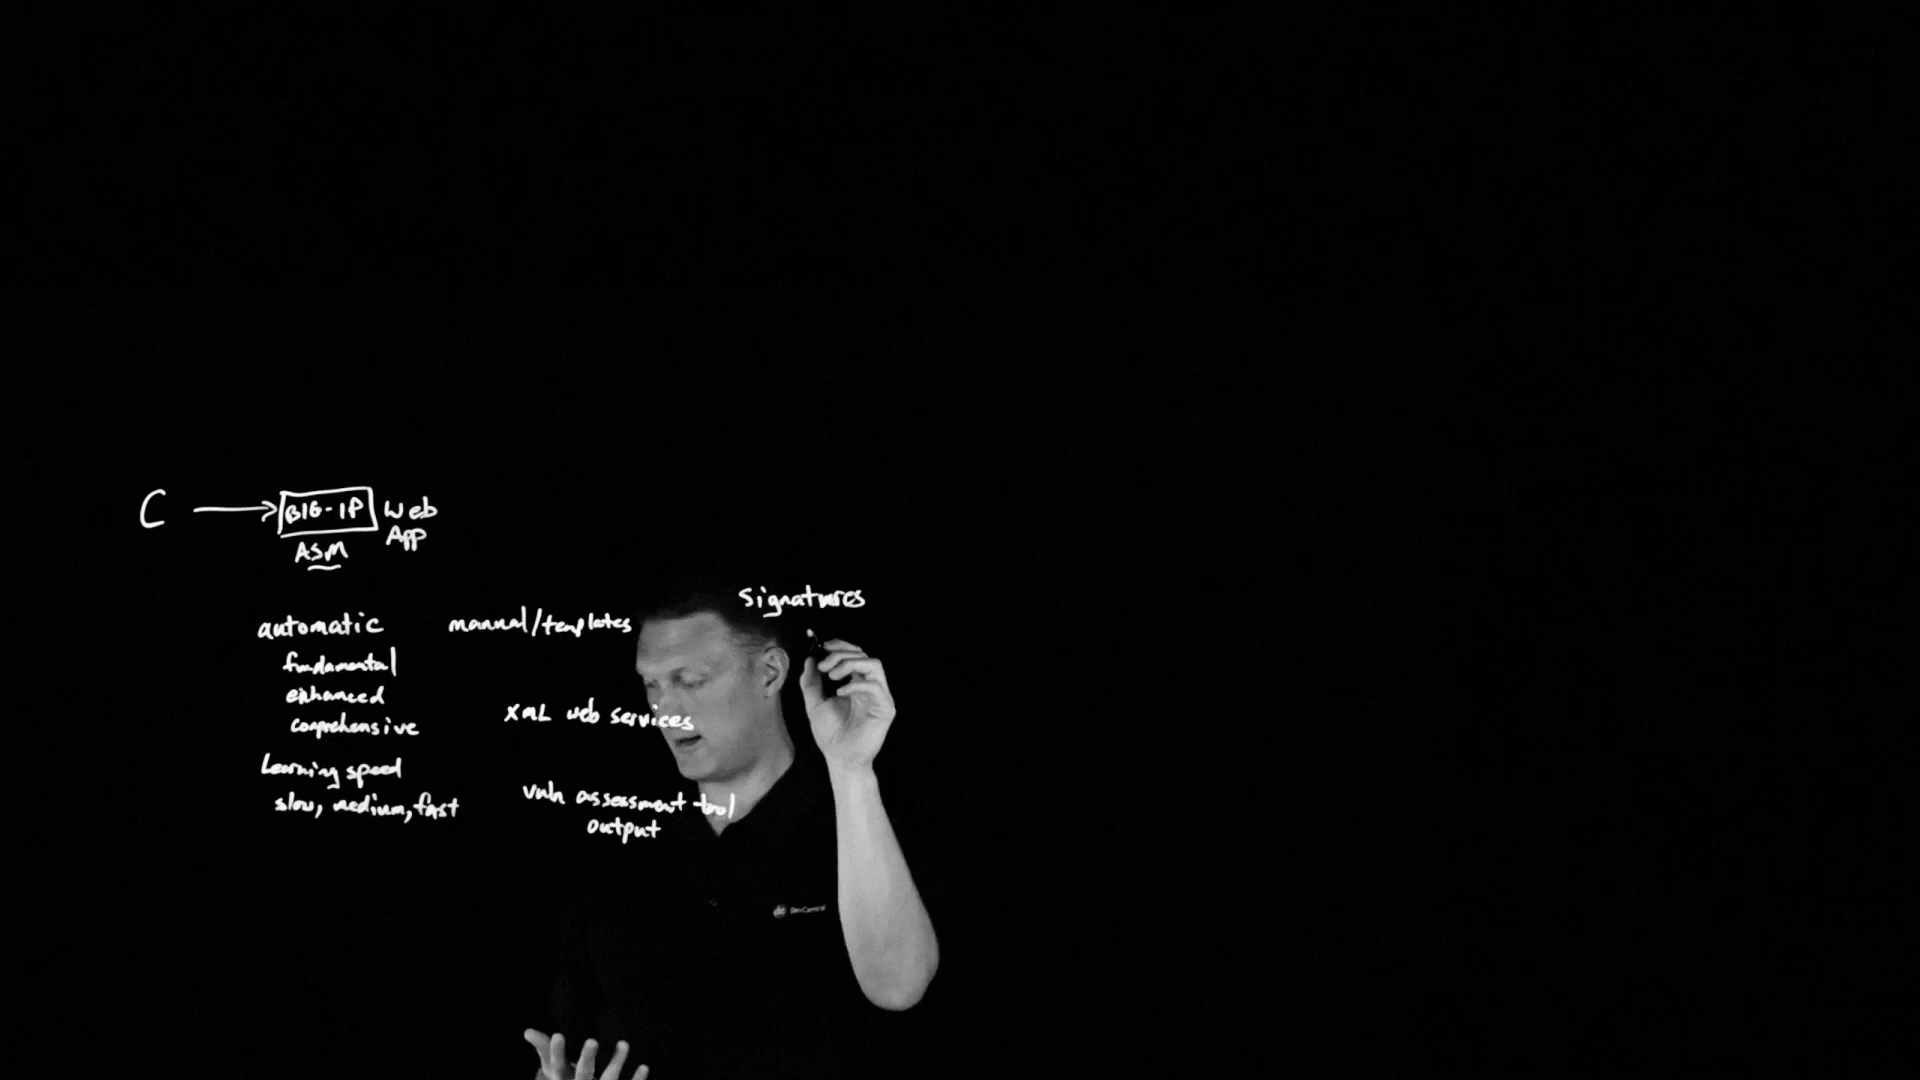 C
BIG-IP
Web
App
ASM
automatic
fundamental
enhanced
comprehensive
Learning speed
slow, medium, fast
manual/templates
XML web services
vuln assessment tool
output
Signatures
DevCentral